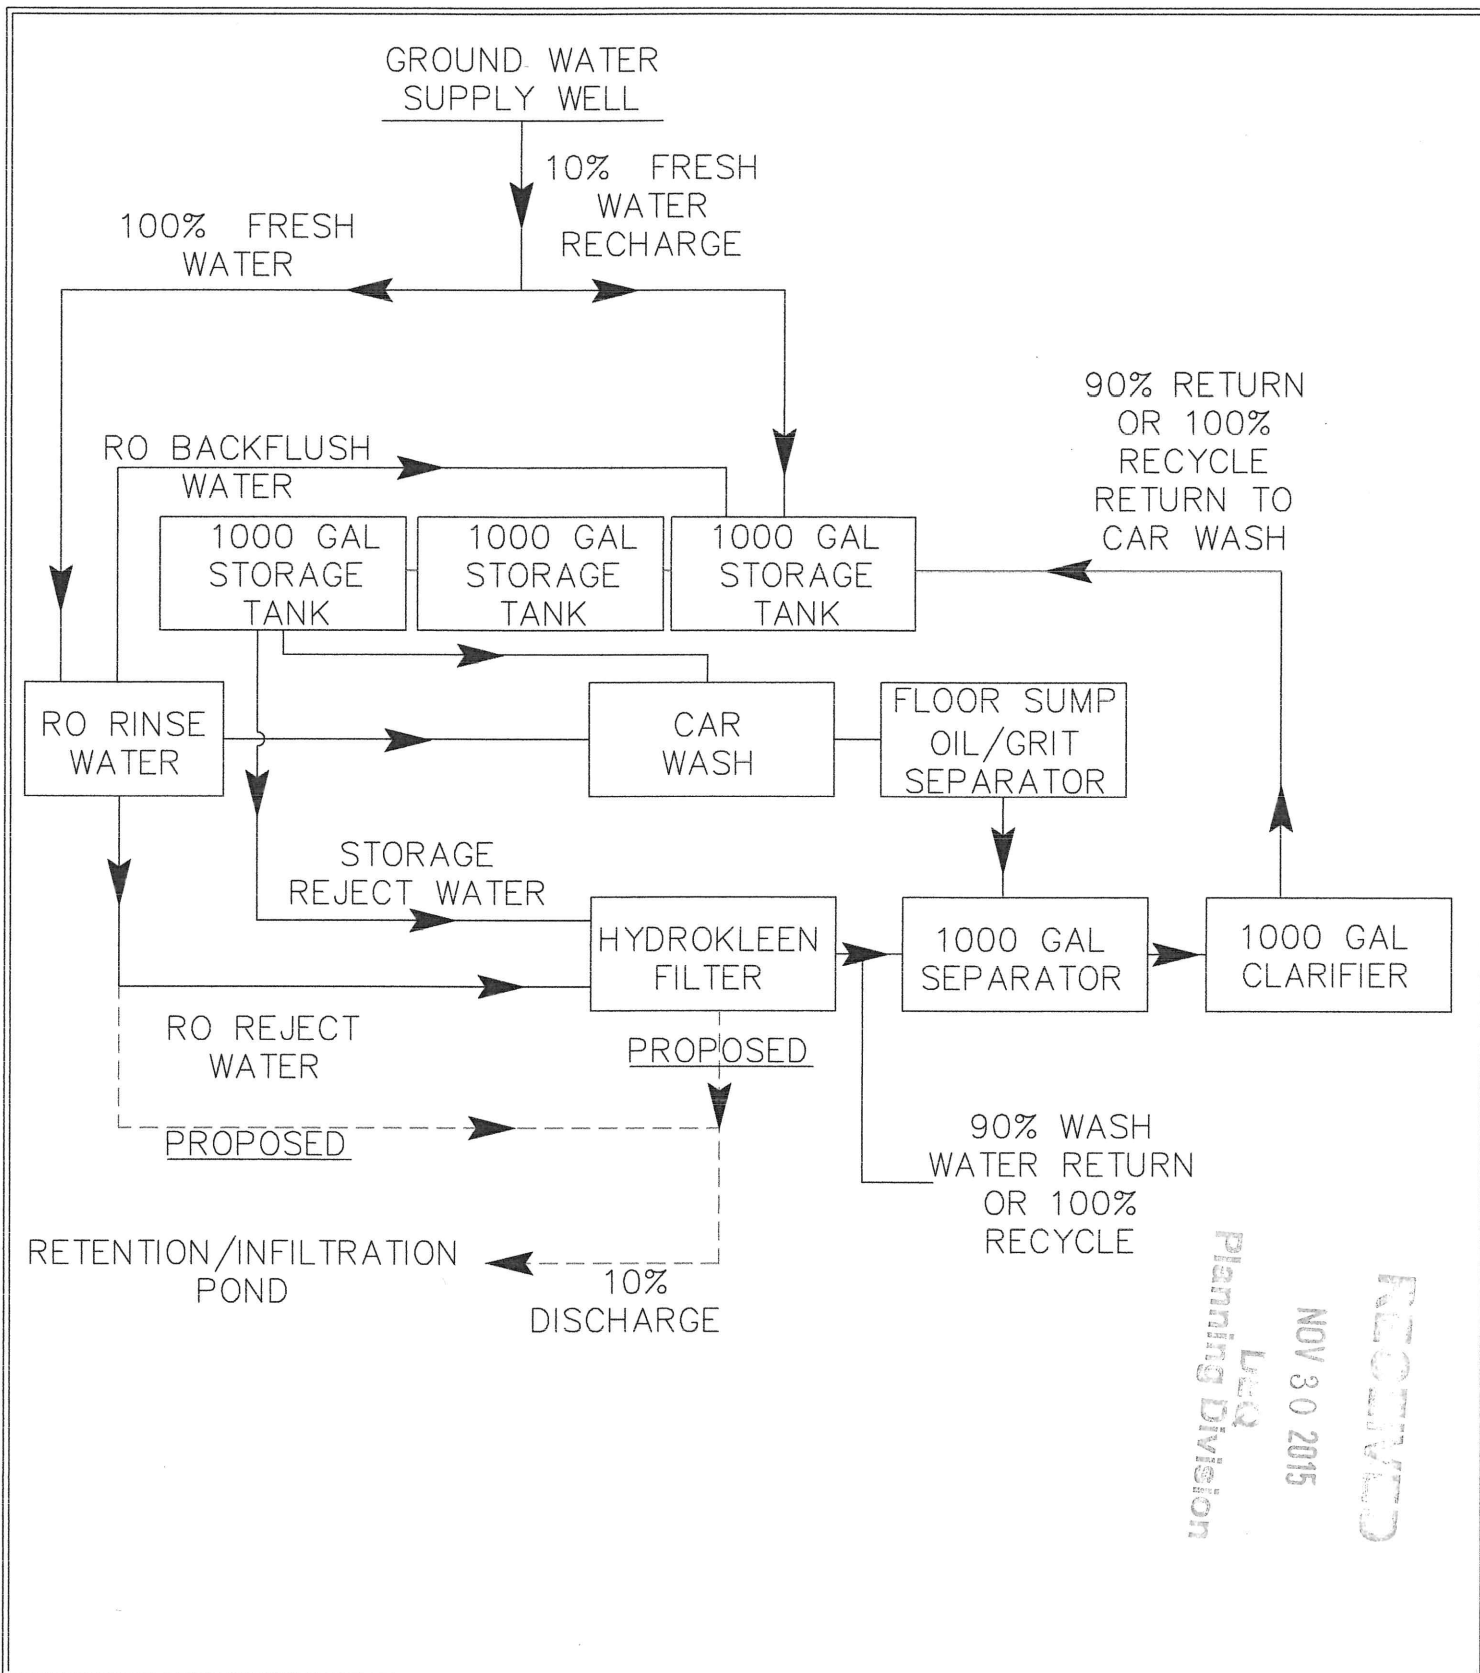 GROUND WATER
SUPPLY WELL
10% FRESH
WATER
RECHARGE
100% FRESH
WATER
90% RETURN
OR 100%
RECYCLE
RETURN TO
CAR WASH
RO BACKFLUSH
WATER
1000 GAL
STORAGE
TANK
1000 GAL
STORAGE
TANK
1000 GAL
STORAGE
TANK
RO RINSE
WATER
CAR
WASH
FLOOR SUMP
OIL/GRIT
SEPARATOR
STORAGE
REJECT WATER
HYDROKLEEN
FILTER
1000 GAL
SEPARATOR
1000 GAL
CLARIFIER
RO REJECT
WATER
PROPOSED
PROPOSED
90% WASH
WATER RETURN
OR 100%
RECYCLE
RETENTION/INFILTRATION
POND
10%
DISCHARGE
RECEIVED
NOV 30 2015
DEQ
Planning Division